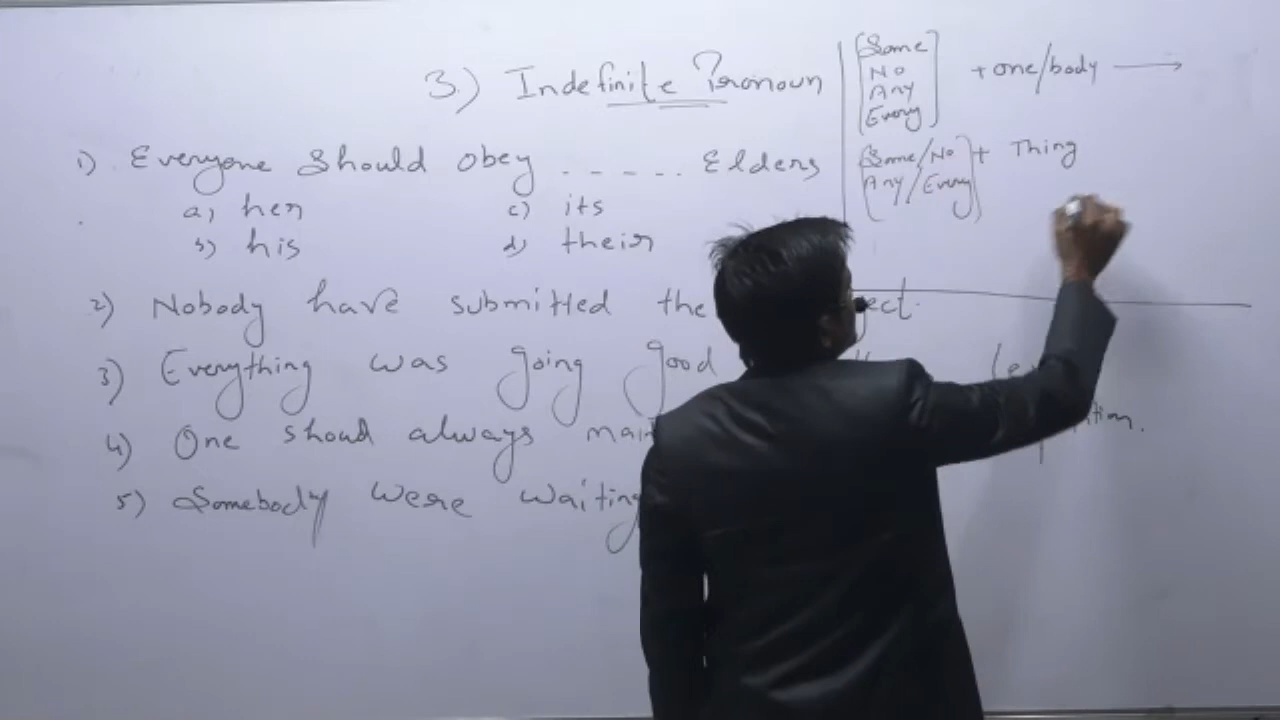 3.) Indefinite Pronoun
Some
No
Any
Every
+ one/body
Some/No
Any/Every
+ Thing
1) Everyone should obey ...... Elders
a) her
c) its
b) his
d) their
2) Nobody have submitted the
3) Everything was going good
4) One shoud always
5) Somebody were waiting